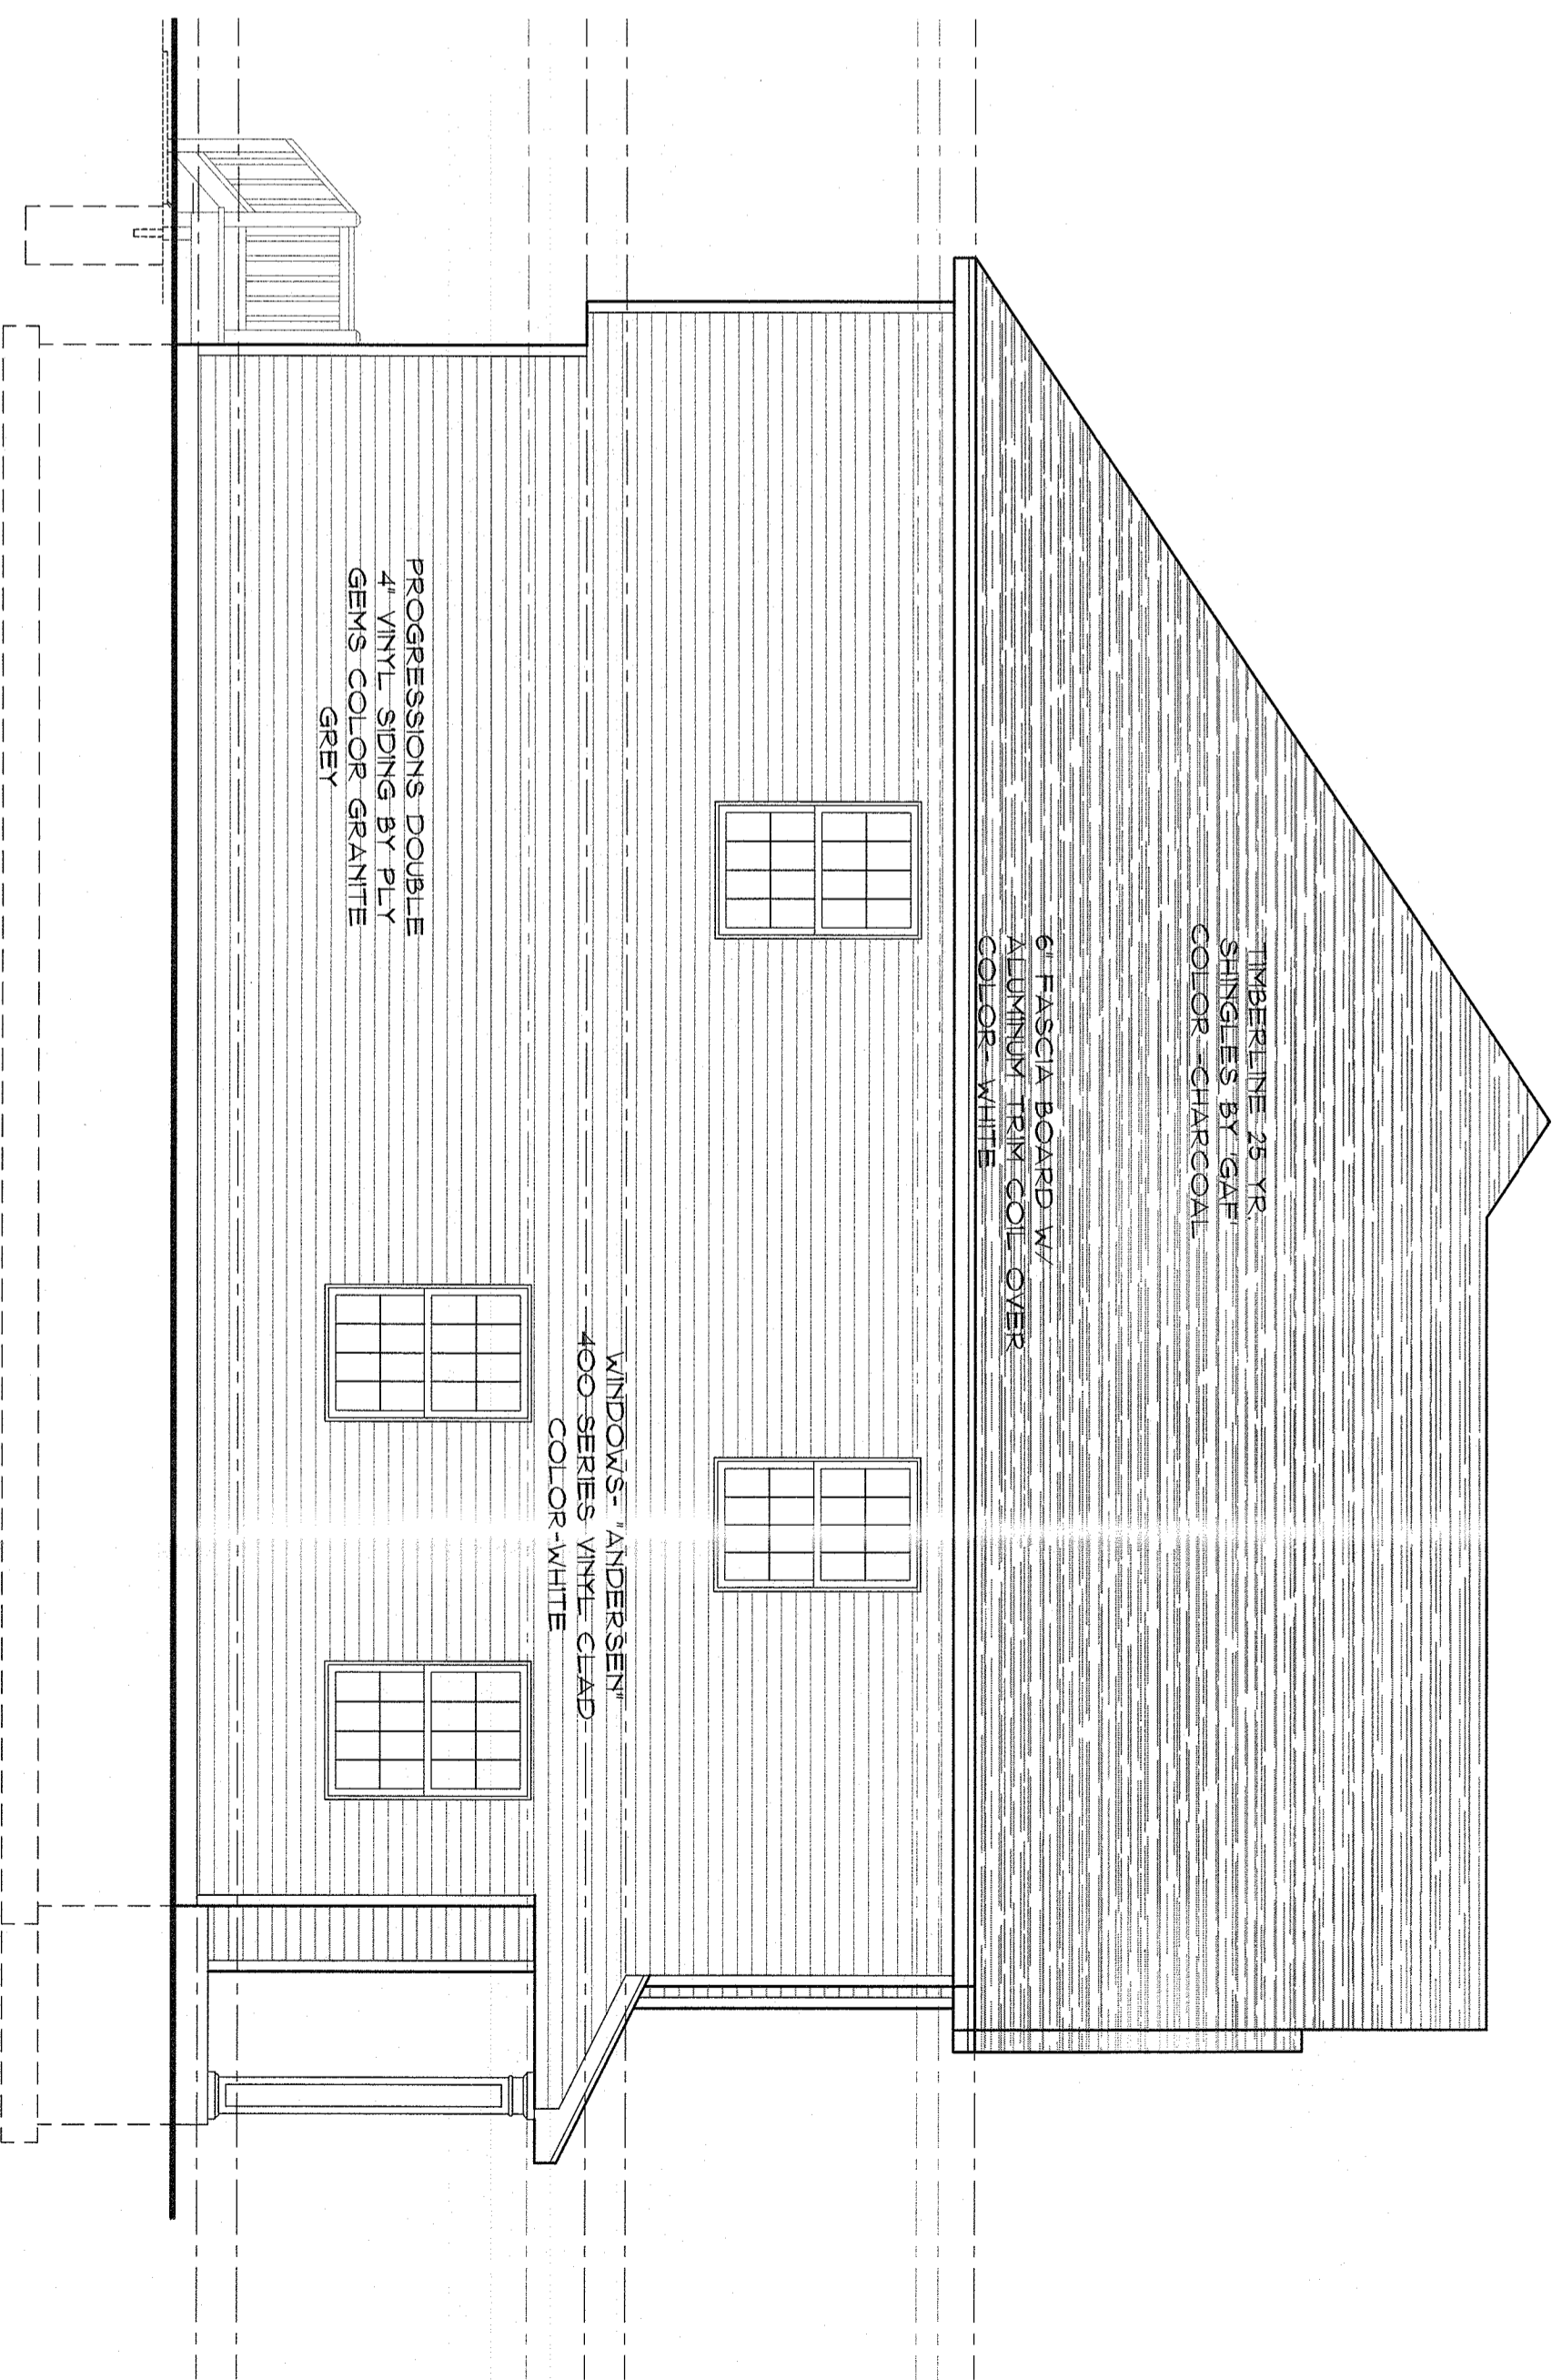 TIMBERLINE 25 YR.
SHINGLES BY 'GAF'
COLOR -CHARCOAL
6" FASCIA BOARD W/
ALUMINUM TRIM COIL OVER
COLOR- WHITE
WINDOWS- "ANDERSEN"
400 SERIES VINYL CLAD
COLOR-WHITE
PROGRESSIONS DOUBLE
4" VINYL SIDING BY PLY
GEMS COLOR GRANITE
GREY